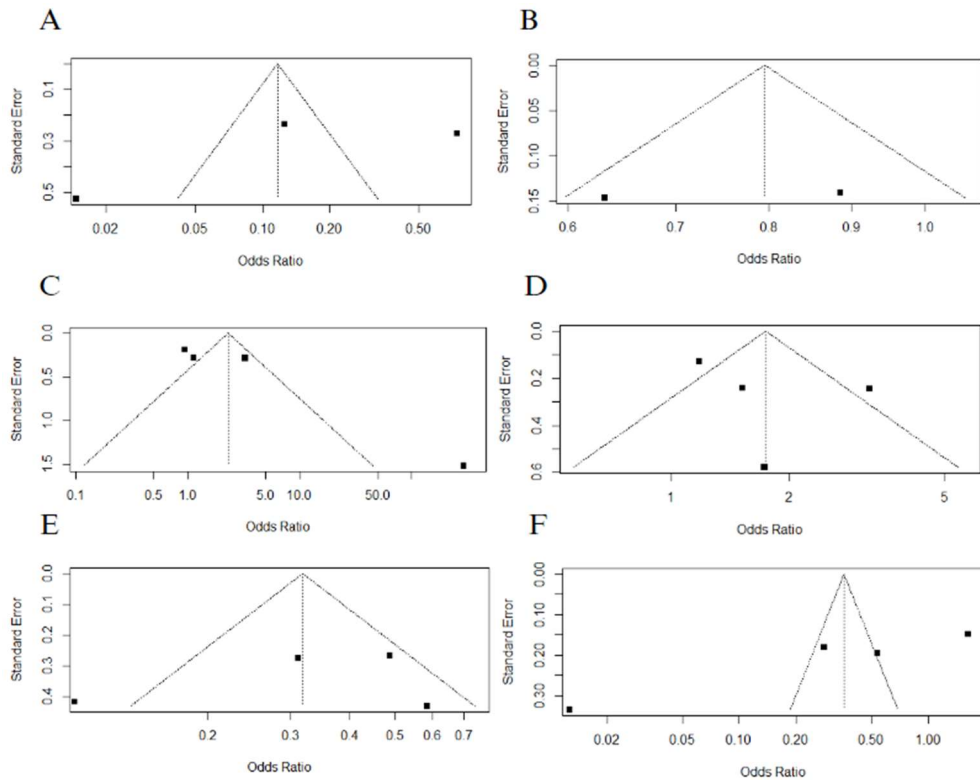 A
Standard Error
0.1
0.3
0.5
0.02 0.05 0.10 0.20 0.50
Odds Ratio
B
Standard Error
0.00
0.05
0.10
0.15
0.6 0.7 0.8 0.9 1.0
Odds Ratio
C
Standard Error
0.0
0.5
1.0
1.5
0.1 0.5 1.0 5.0 10.0 50.0
Odds Ratio
D
Standard Error
0.0
0.2
0.4
0.6
1 2 5
Odds Ratio
E
Standard Error
0.0
0.1
0.2
0.3
0.4
0.2 0.3 0.4 0.5 0.6 0.7
Odds Ratio
F
Standard Error
0.00
0.10
0.20
0.30
0.02 0.05 0.10 0.20 0.50 1.00
Odds Ratio